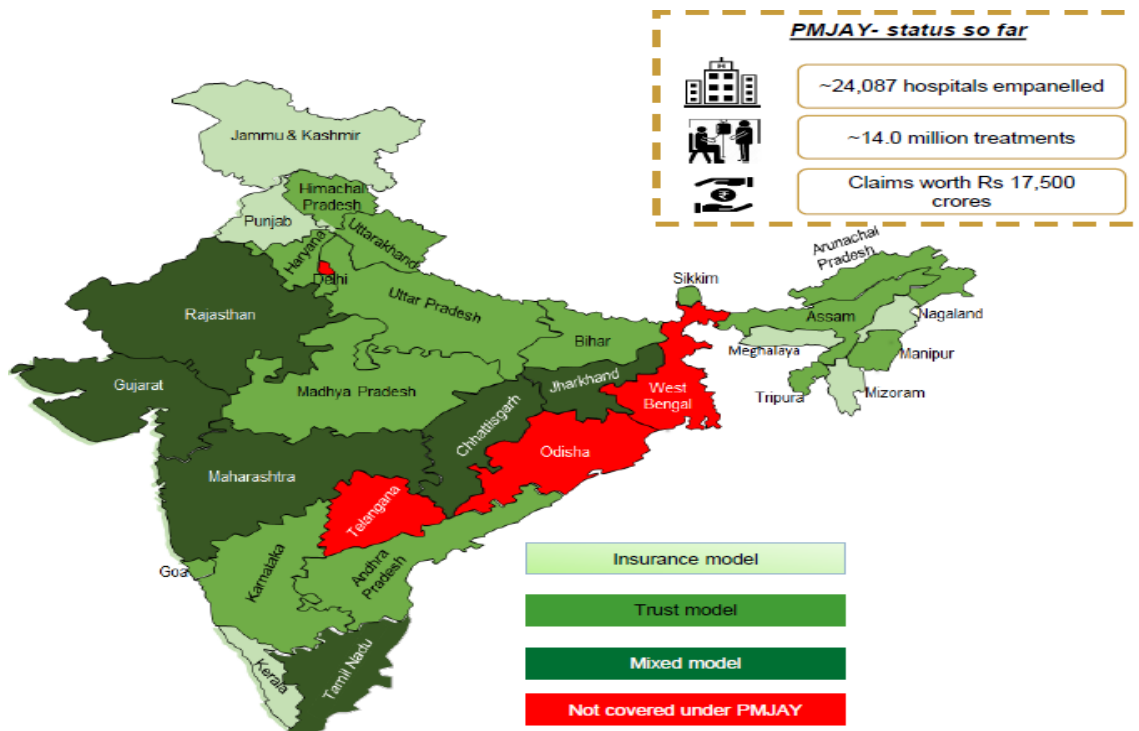 PMJAY- status so far
~24,087 hospitals empanelled
~14.0 million treatments
Claims worth Rs 17,500
crores
H
₹
Jammu & Kashmir
Himachal
Pradesh
Punjab
Uttarakhand
Haryana
Delhi
Arunachal
Pradesh
Sikkim
Rajasthan
Uttar Pradesh
Assam
Nagaland
Bihar
Meghalaya
Manipur
Gujarat
Madhya Pradesh
Jharkhand
West
Bengal
Tripura
Mizoram
Chhattisgarh
Maharashtra
Odisha
Telangana
Goa
Karnataka
Andhra
Pradesh
Kerala
Tamil Nadu
Insurance model
Trust model
Mixed model
Not covered under PMJAY